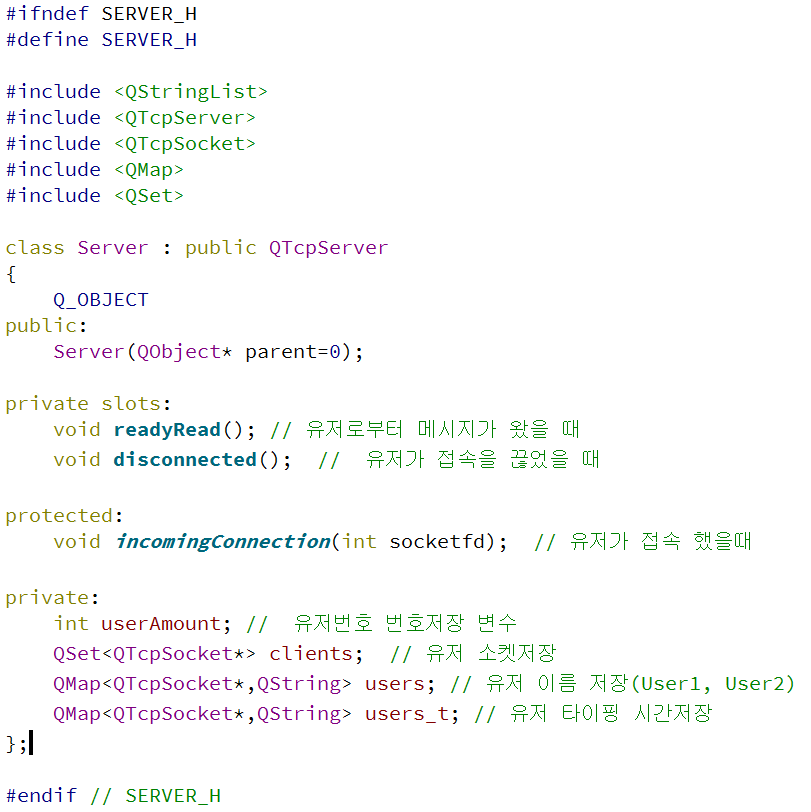 #ifndef SERVER_H
#define SERVER_H

#include <QStringList>
#include <QTcpServer>
#include <QTcpSocket>
#include <QMap>
#include <QSet>

class Server : public QTcpServer
{
    Q_OBJECT
public:
    Server(QObject* parent=0);

private slots:
    void readyRead(); // 유저로부터 메시지가 왔을 때
    void disconnected();  //  유저가 접속을 끊었을 때

protected:
    void incomingConnection(int socketfd);  // 유저가 접속 했을때

private:
    int userAmount; //  유저번호 번호저장 변수
    QSet<QTcpSocket*> clients;  // 유저 소켓저장
    QMap<QTcpSocket*,QString> users; // 유저 이름 저장(User1, User2)
    QMap<QTcpSocket*,QString> users_t; // 유저 타이핑 시간저장
};

#endif // SERVER_H